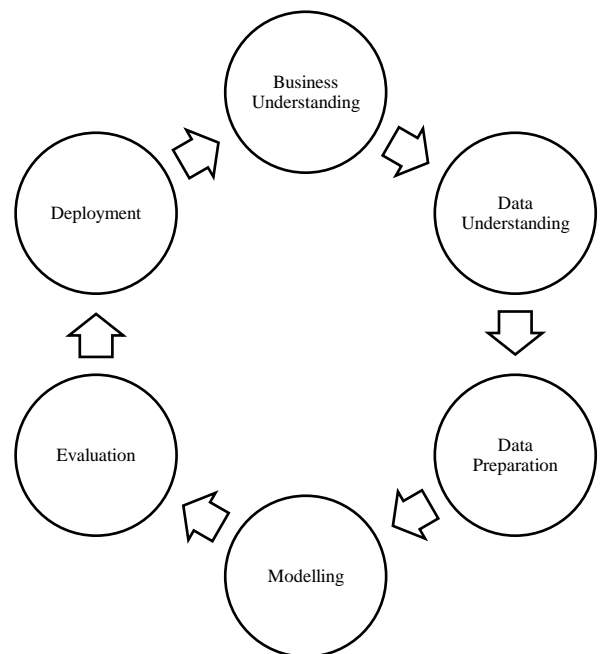 Business
Understanding
Data
Understanding
Data
Preparation
Modelling
Evaluation
Deployment